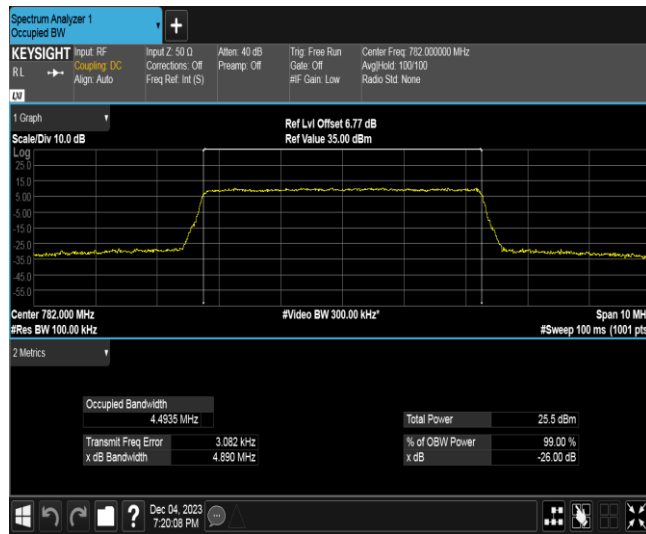 Spectrum Analyzer 1
Occupied BW
+
KEYSIGHT
RL
LXI
Input: RF
Coupling: DC
Align: Auto
Input Z: 50 Ω
Corrections: Off
Freq Ref: Int (S)
Atten: 40 dB
Preamp: Off
Trig: Free Run
Gate: Off
#IF Gain: Low
Center Freq: 782.000000 MHz
Avg|Hold: 100/100
Radio Std: None
1 Graph
Scale/Div 10.0 dB
Ref Lvl Offset 6.77 dB
Ref Value 35.00 dBm
Log
25.0
15.0
5.00
-5.00
-15.0
-25.0
-35.0
-45.0
-55.0
Center 782.000 MHz
#Res BW 100.00 kHz
#Video BW 300.00 kHz*
Span 10 MH
#Sweep 100 ms (1001 pts
2 Metrics
Occupied Bandwidth
4.4935 MHz
Transmit Freq Error 3.082 kHz
x dB Bandwidth 4.890 MHz
Total Power 25.5 dBm
% of OBW Power 99.00 %
x dB -26.00 dB
?
Dec 04, 2023
7:20:08 PM